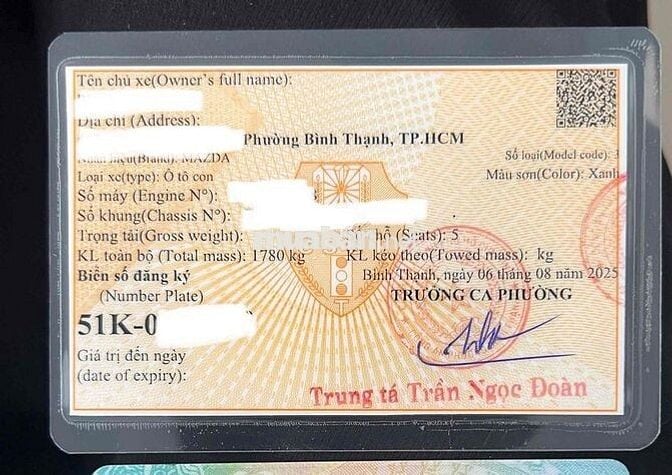 Tên chủ xe(Owner's full name):
Địa chỉ (Address):
Phường Bình Thạnh, TP.HCM
Nhãn hiệu(Brand): MAZDA
Số loại(Model code): 3
Loại xe(type): Ô tô con
Màu sơn(Color): Xanh
Số máy (Engine N°):
Số khung(Chassis N°):
Trọng tải(Gross weight):
hỗ (Seats): 5
KL toàn bộ (Total mass): 1780 kg
KL kéo theo(Towed mass): kg
Biển số đăng ký
Bình Thạnh, ngày 06 tháng 08 năm 2025
(Number Plate)
TRƯỞNG CA PHƯỜNG
51K-0
Giá trị đến ngày
(date of expiry):
Trung tá Trần Ngọc Đoàn